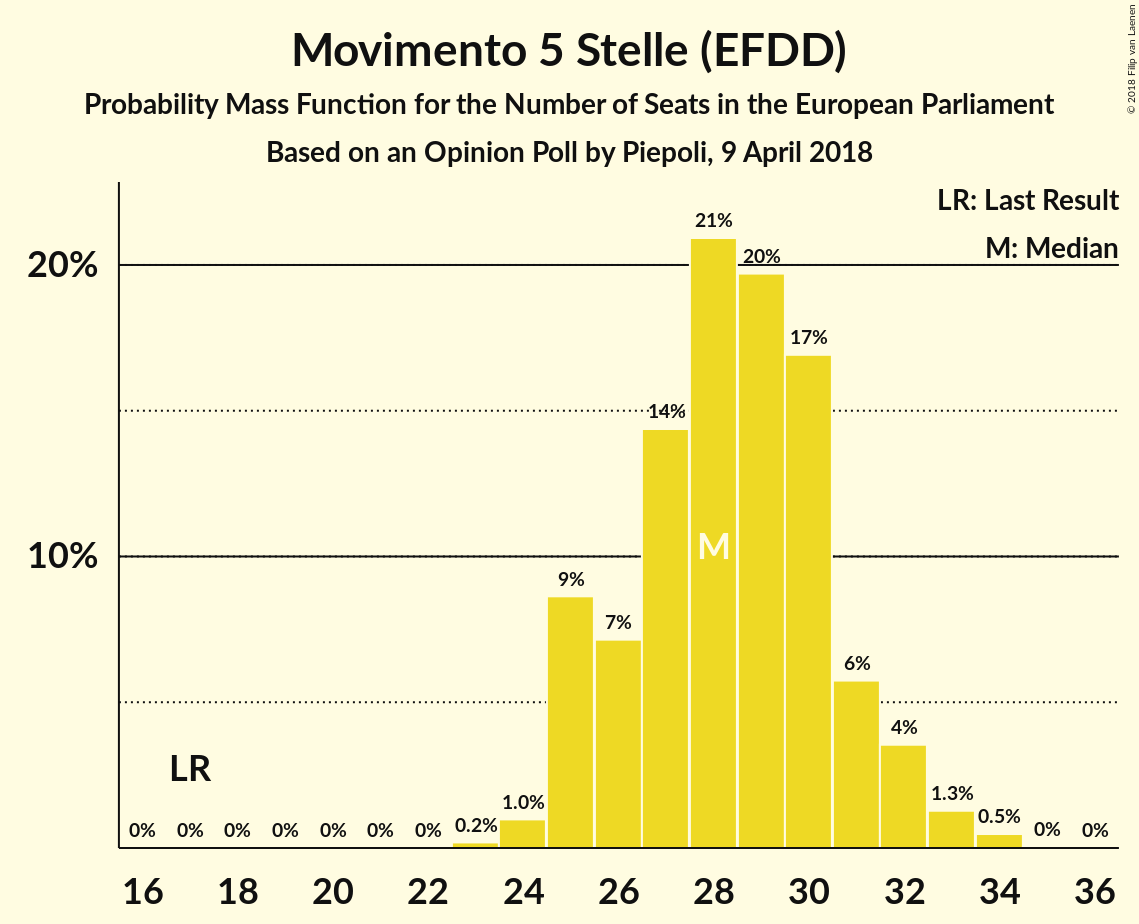 Movimento 5 Stelle (EFDD)
Probability Mass Function for the Number of Seats in the European Parliament
Based on an Opinion Poll by Piepoli, 9 April 2018
© 2018 Filip van Laenen
LR: Last Result
M: Median
20%
10%
0% 0% 0% 0% 0% 0% 0% 0.2% 1.0% 9% 7% 14% 21% 20% 17% 6% 4% 1.3% 0.5% 0% 0%
LR
M
16 18 20 22 24 26 28 30 32 34 36